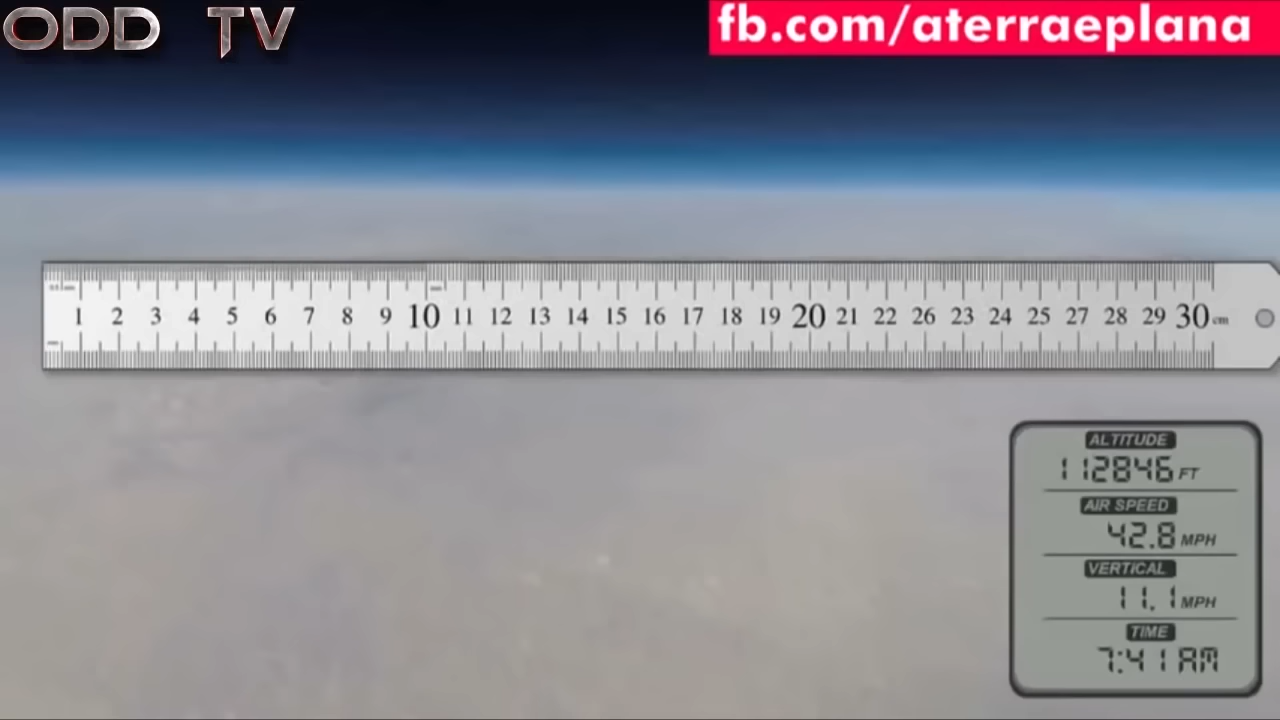 ODD TV
fb.com/aterraeplana
1 2 3 4 5 6 7 8 9 10 11 12 13 14 15 16 17 18 19 20 21 22 26 23 24 25 27 28 29 30 cm
ALTITUDE
112846 FT
AIR SPEED
42.8 MPH
VERTICAL
11.1 MPH
TIME
7:41 AM